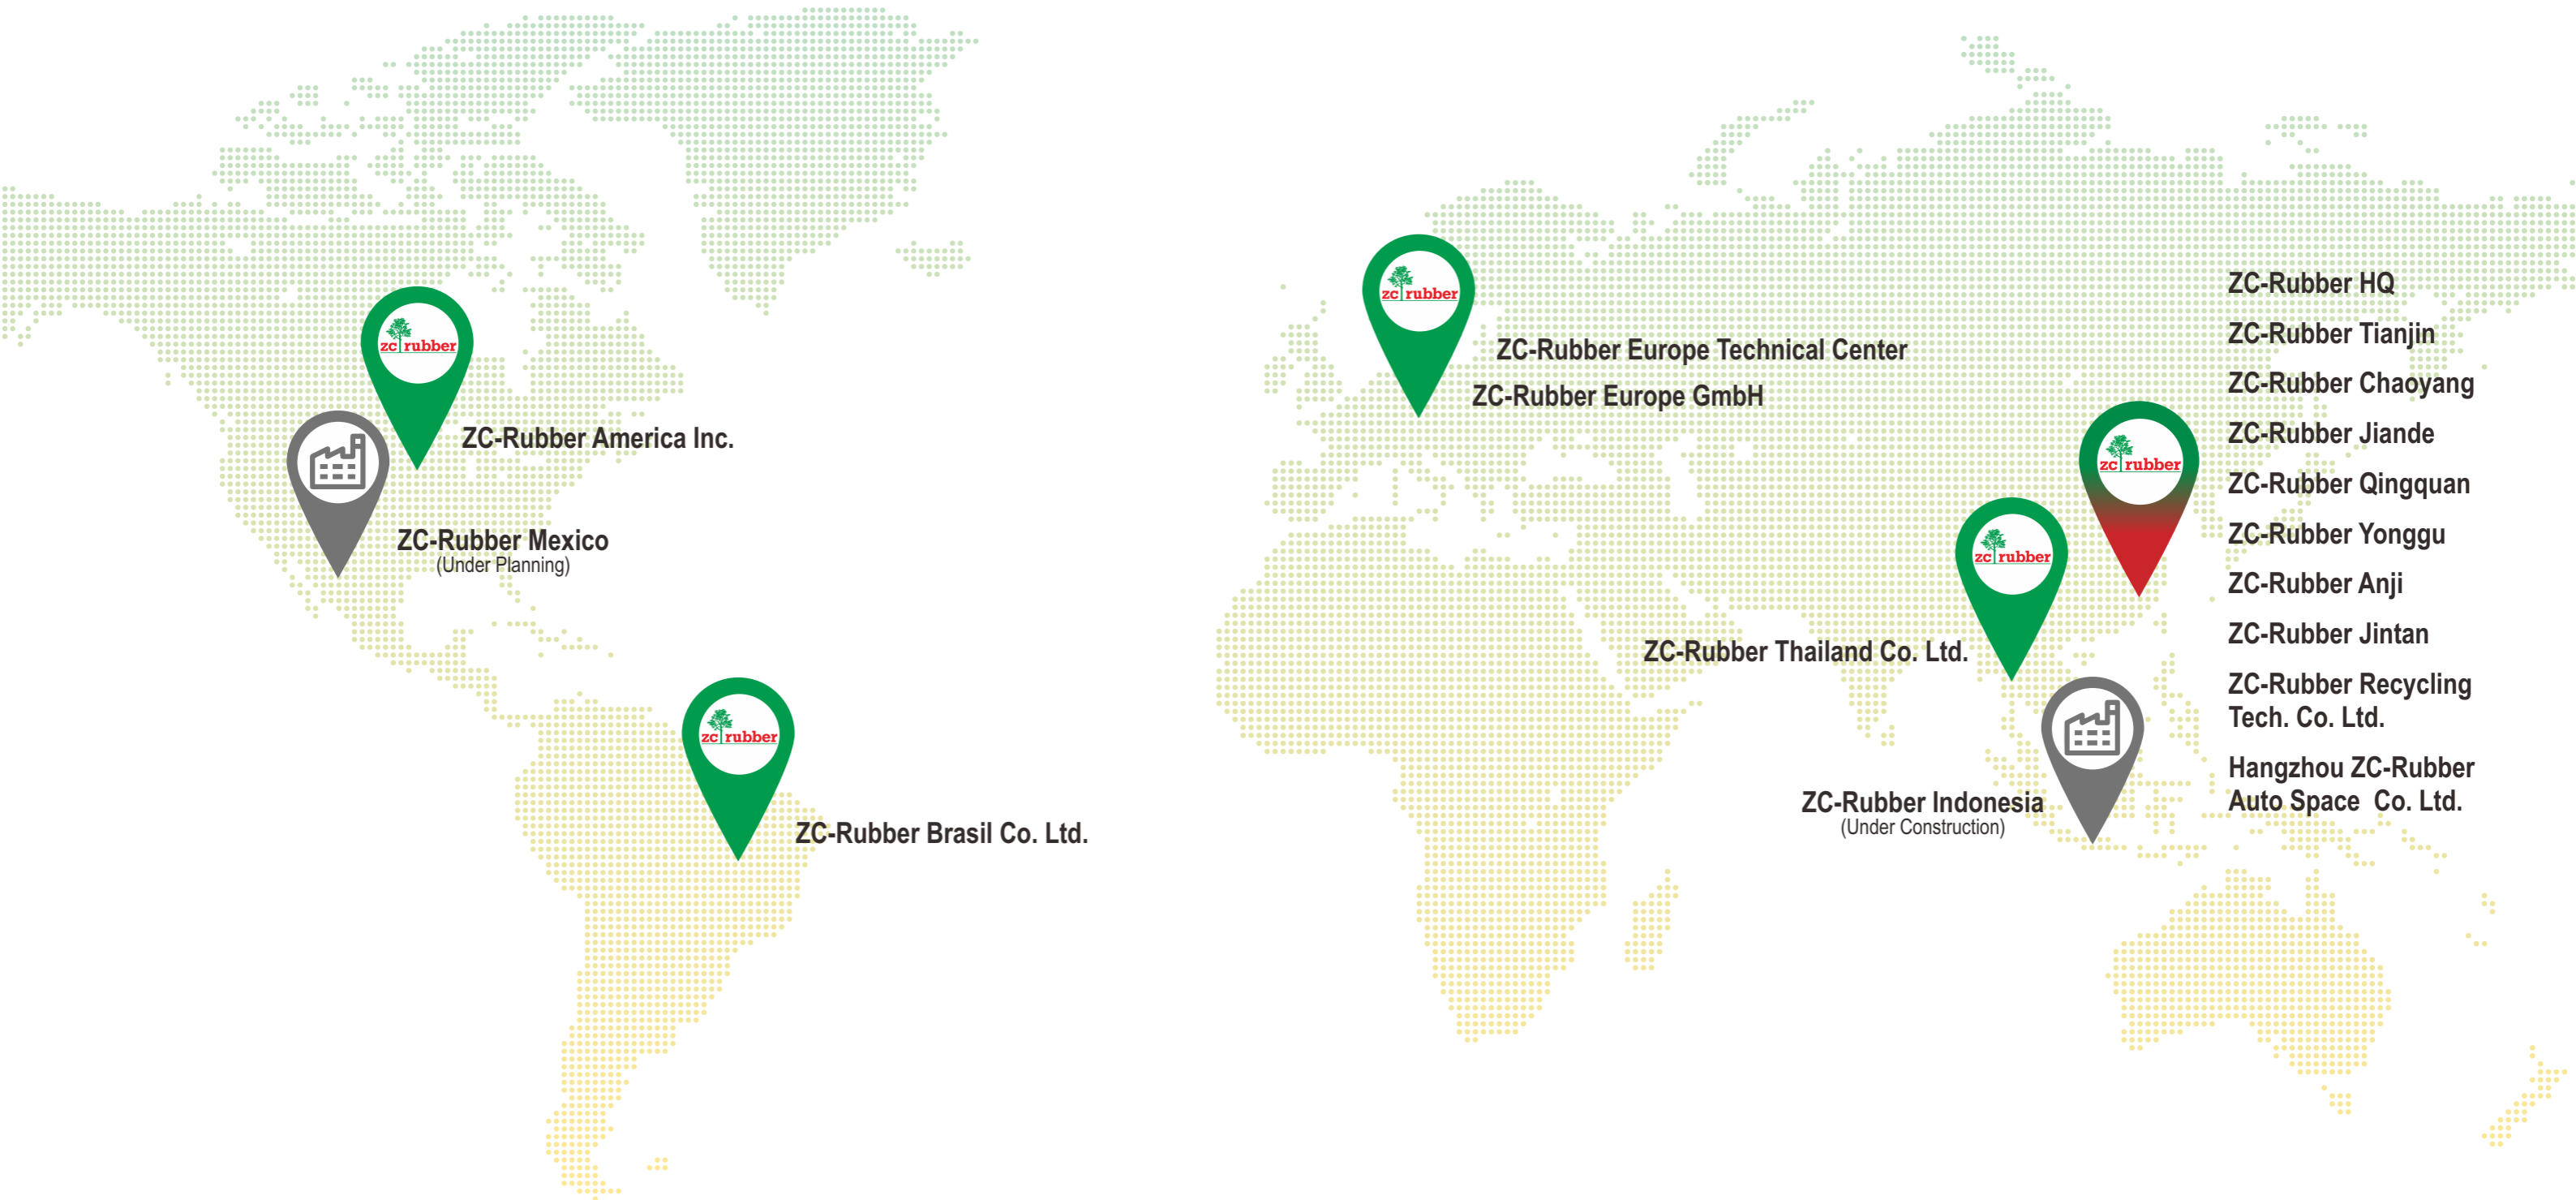 zc rubber
ZC-Rubber America Inc.
ZC-Rubber Mexico
(Under Planning)
zc rubber
ZC-Rubber Brasil Co. Ltd.
zc rubber
ZC-Rubber Europe Technical Center
ZC-Rubber Europe GmbH
zc rubber
ZC-Rubber Thailand Co. Ltd.
ZC-Rubber Indonesia
(Under Construction)
zc rubber
ZC-Rubber HQ
ZC-Rubber Tianjin
ZC-Rubber Chaoyang
ZC-Rubber Jiande
ZC-Rubber Qingquan
ZC-Rubber Yonggu
ZC-Rubber Anji
ZC-Rubber Jintan
ZC-Rubber Recycling
Tech. Co. Ltd.
Hangzhou ZC-Rubber
Auto Space Co. Ltd.